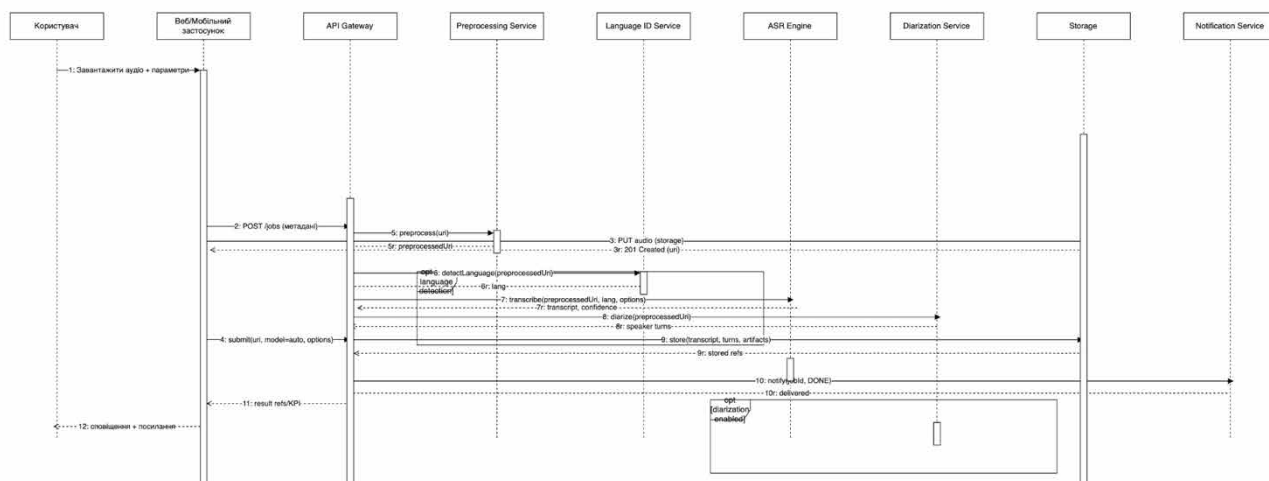 Користувач
Веб/Мобільний
застосунок
API Gateway
Preprocessing Service
Language ID Service
ASR Engine
Diarization Service
Storage
Notification Service
1: Завантажити аудіо + параметри
2: POST /jobs (метадані)
5: preprocess(uri)
3: PUT audio (storage)
5r: preprocessedUri
3r: 201 Created (uri)
opt
6: detectLanguage(preprocessedUri)
[language
detection]
6r: lang
7: transcribe(preprocessedUri, lang, options)
7r: transcript, confidence
8: diarize(preprocessedUri)
8r: speaker turns
4: submit(uri, model=auto, options)
9: store(transcript, turns, artifacts)
9r: stored refs
10: notify(jobId, DONE)
10r: delivered
11: result refs/KPI
opt
[diarization
enabled]
12: сповіщення + посилання